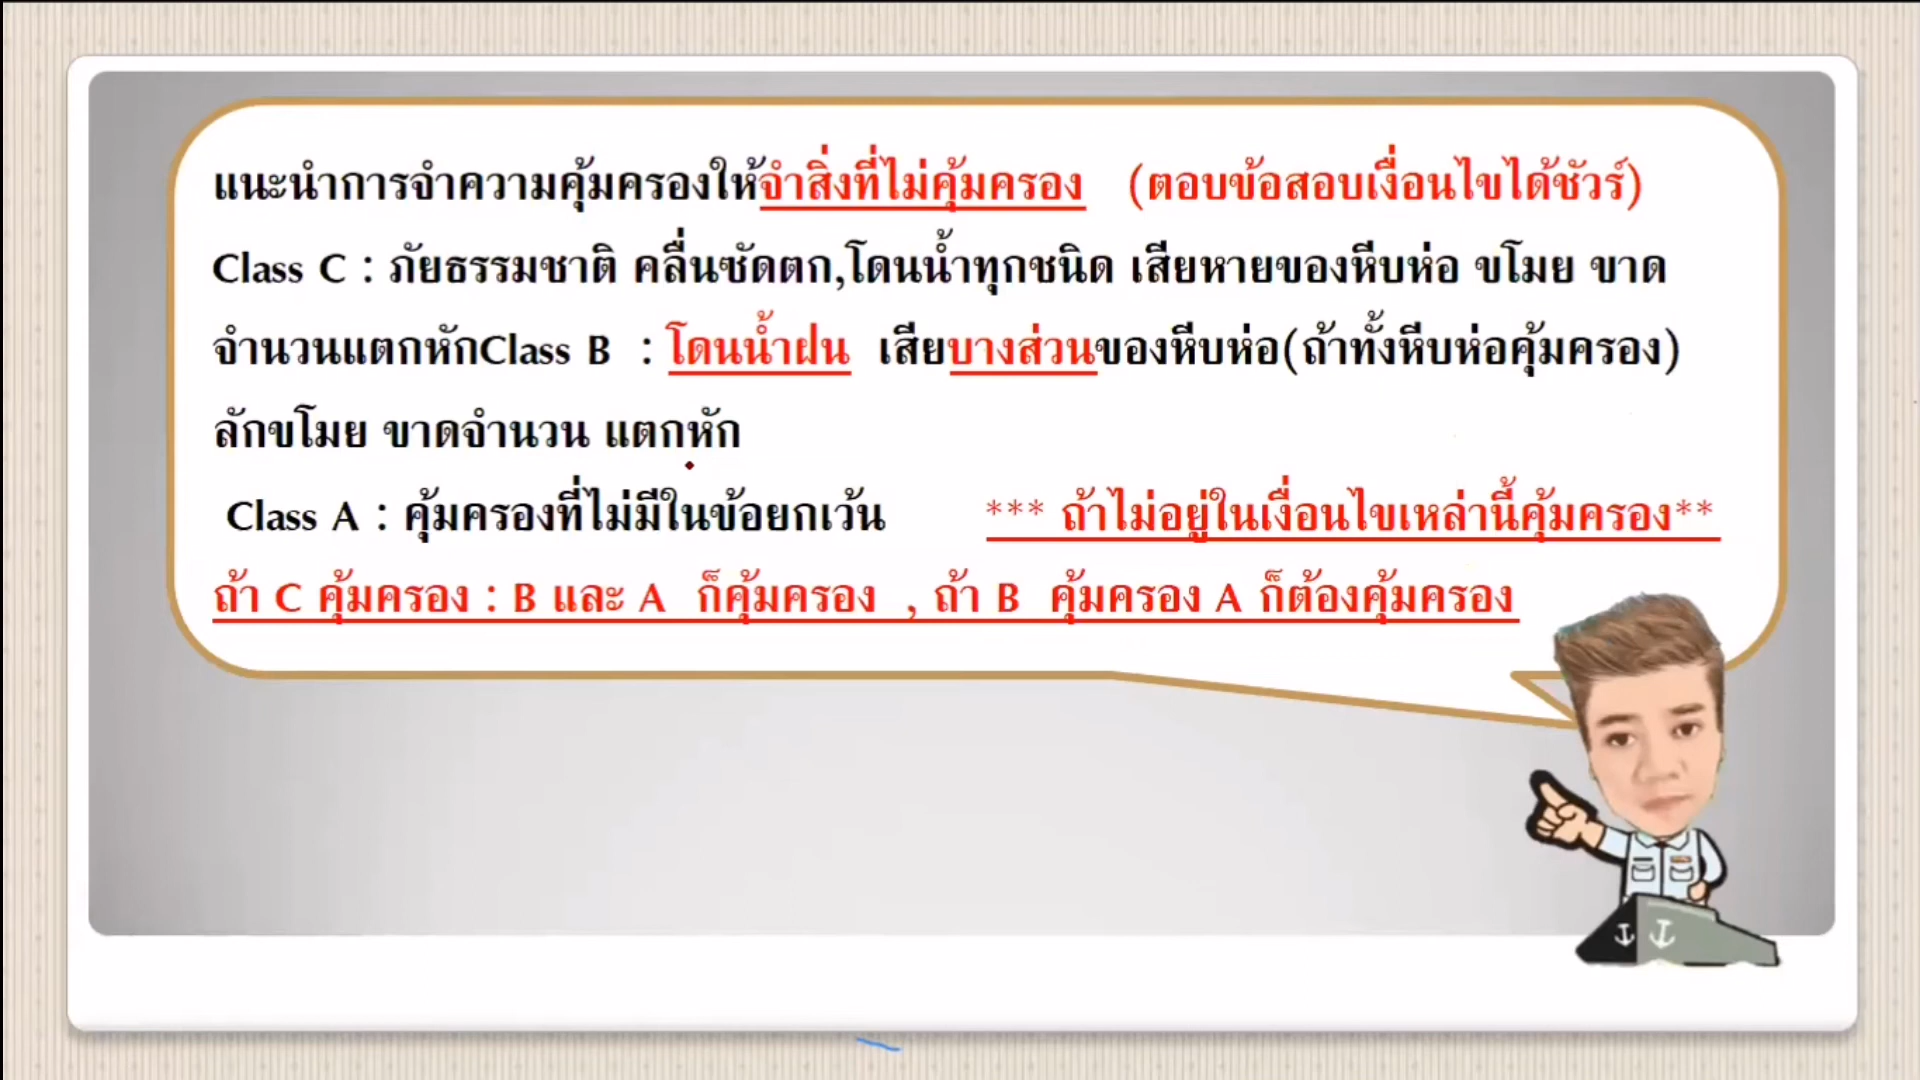 แนะนำการจำความคุ้มครองให้จำสิ่งที่ไม่คุ้มครอง (ตอบข้อสอบเงื่อนไขได้ชัวร์)
Class C : ภัยธรรมชาติ คลื่นซัดตก,โดนน้ำทุกชนิด เสียหายของหีบห่อ ขโมย ขาด
จำนวนแตกหักClass B : โดนน้ำฝน เสียบางส่วนของหีบห่อ(ถ้าทั้งหีบห่อคุ้มครอง)
ลักขโมย ขาดจำนวน แตกหัก
Class A : คุ้มครองที่ไม่มีในข้อยกเว้น *** ถ้าไม่อยู่ในเงื่อนไขเหล่านี้คุ้มครอง**
ถ้า C คุ้มครอง : B และ A ก็คุ้มครอง , ถ้า B คุ้มครอง A ก็ต้องคุ้มครอง